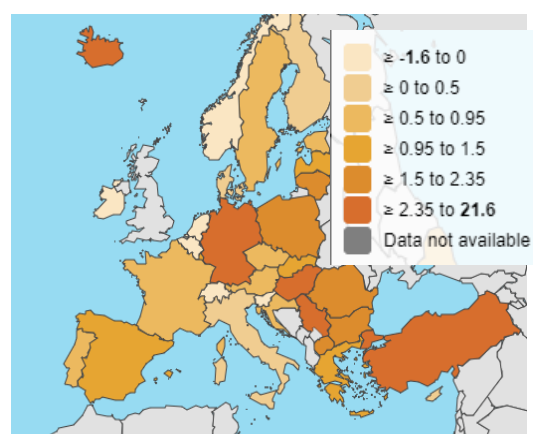 ≥ -1.6 to 0
≥ 0 to 0.5
≥ 0.5 to 0.95
≥ 0.95 to 1.5
≥ 1.5 to 2.35
≥ 2.35 to 21.6
Data not available